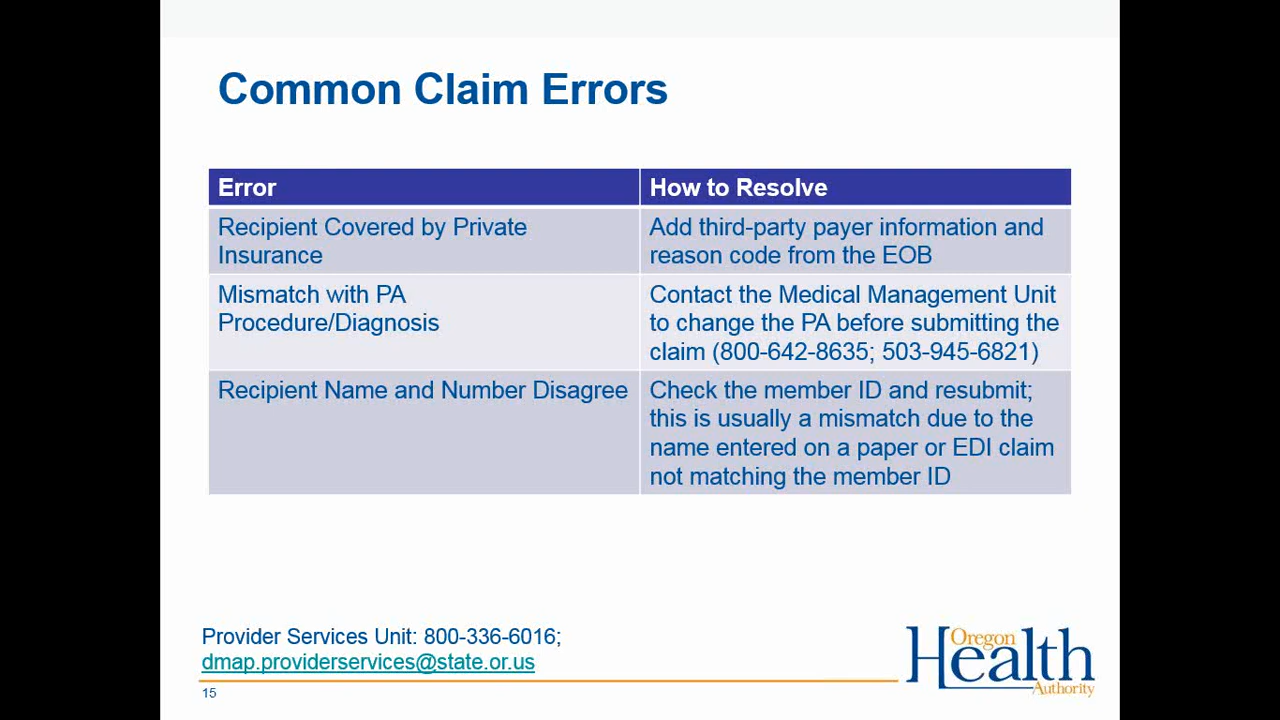 Common Claim Errors
Error
How to Resolve
Recipient Covered by Private
Insurance
Add third-party payer information and
reason code from the EOB
Mismatch with PA
Procedure/Diagnosis
Contact the Medical Management Unit
to change the PA before submitting the
claim (800-642-8635; 503-945-6821)
Recipient Name and Number Disagree
Check the member ID and resubmit;
this is usually a mismatch due to the
name entered on a paper or EDI claim
not matching the member ID
Provider Services Unit: 800-336-6016;
dmap.providerservices@state.or.us
15
Oregon
Health
Authority